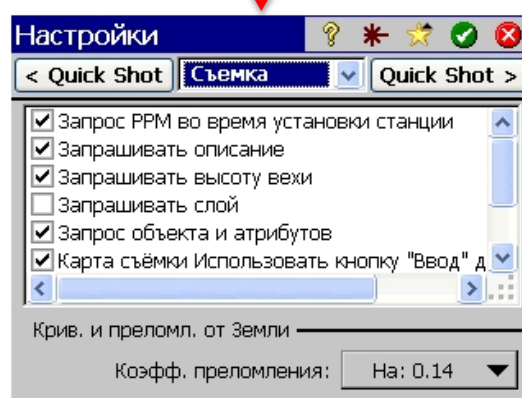 Настройки
< Quick Shot Съемка Quick Shot >
Запрос PPM во время установки станции
Запрашивать описание
Запрашивать высоту вехи
Запрашивать слой
Запрос объекта и атрибутов
Карта съёмки Использовать кнопку "Ввод" д
Крив. и преломл. от Земли
Коэфф. преломления: На: 0.14